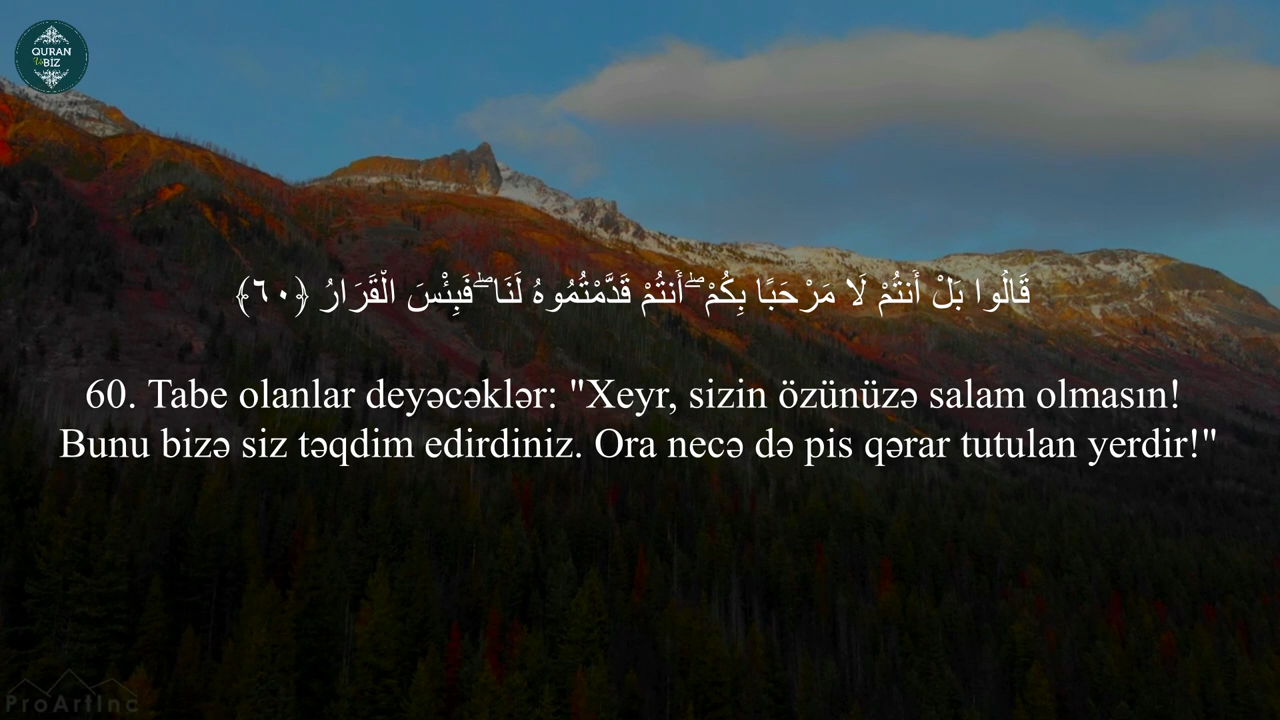 QURAN
Və BİZ
قَالُوا بَلْ أَنتُمْ لَا مَرْحَبًا بِكُمْ ۖ أَنتُمْ قَدَّمْتُمُوهُ لَنَا ۖ فَبِئْسَ الْقَرَارُ ﴿٦٠﴾
60. Tabe olanlar deyəcəklər: "Xeyr, sizin özünüzə salam olmasın!
Bunu bizə siz təqdim edirdiniz. Ora necə də pis qərar tutulan yerdir!"
ProArtInc